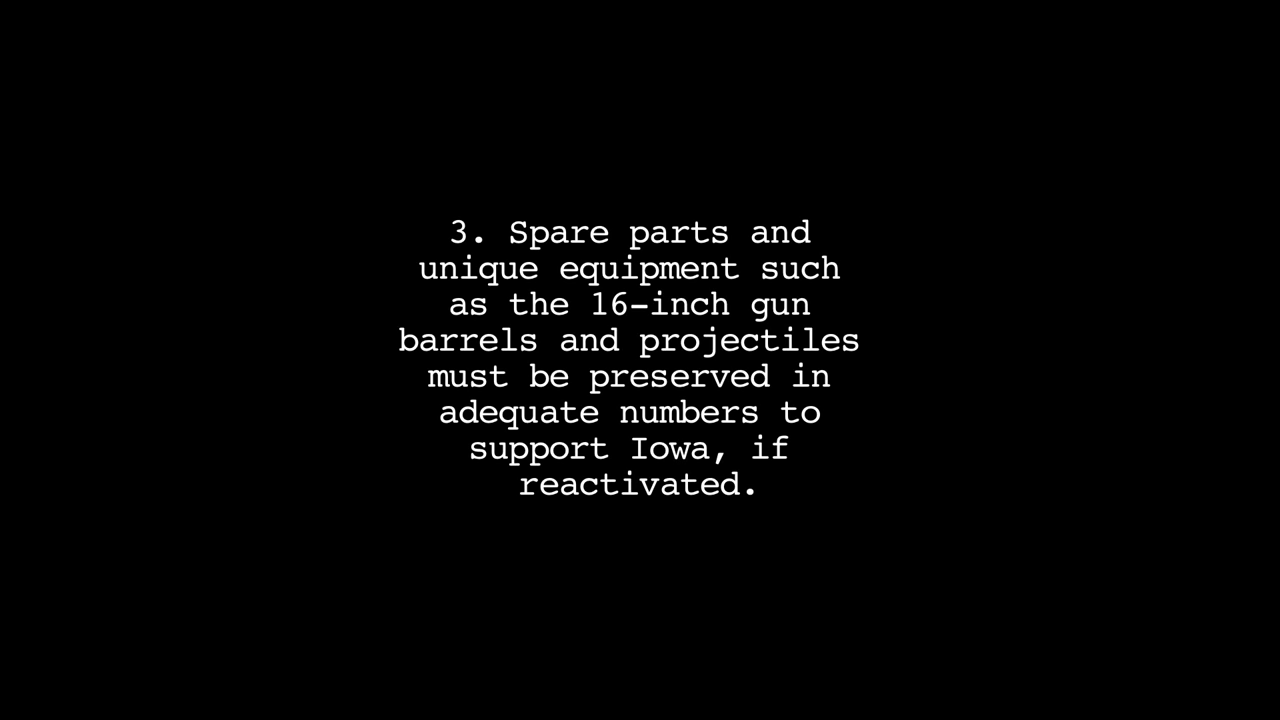 3. Spare parts and
unique equipment such
as the 16-inch gun
barrels and projectiles
must be preserved in
adequate numbers to
support Iowa, if
reactivated.